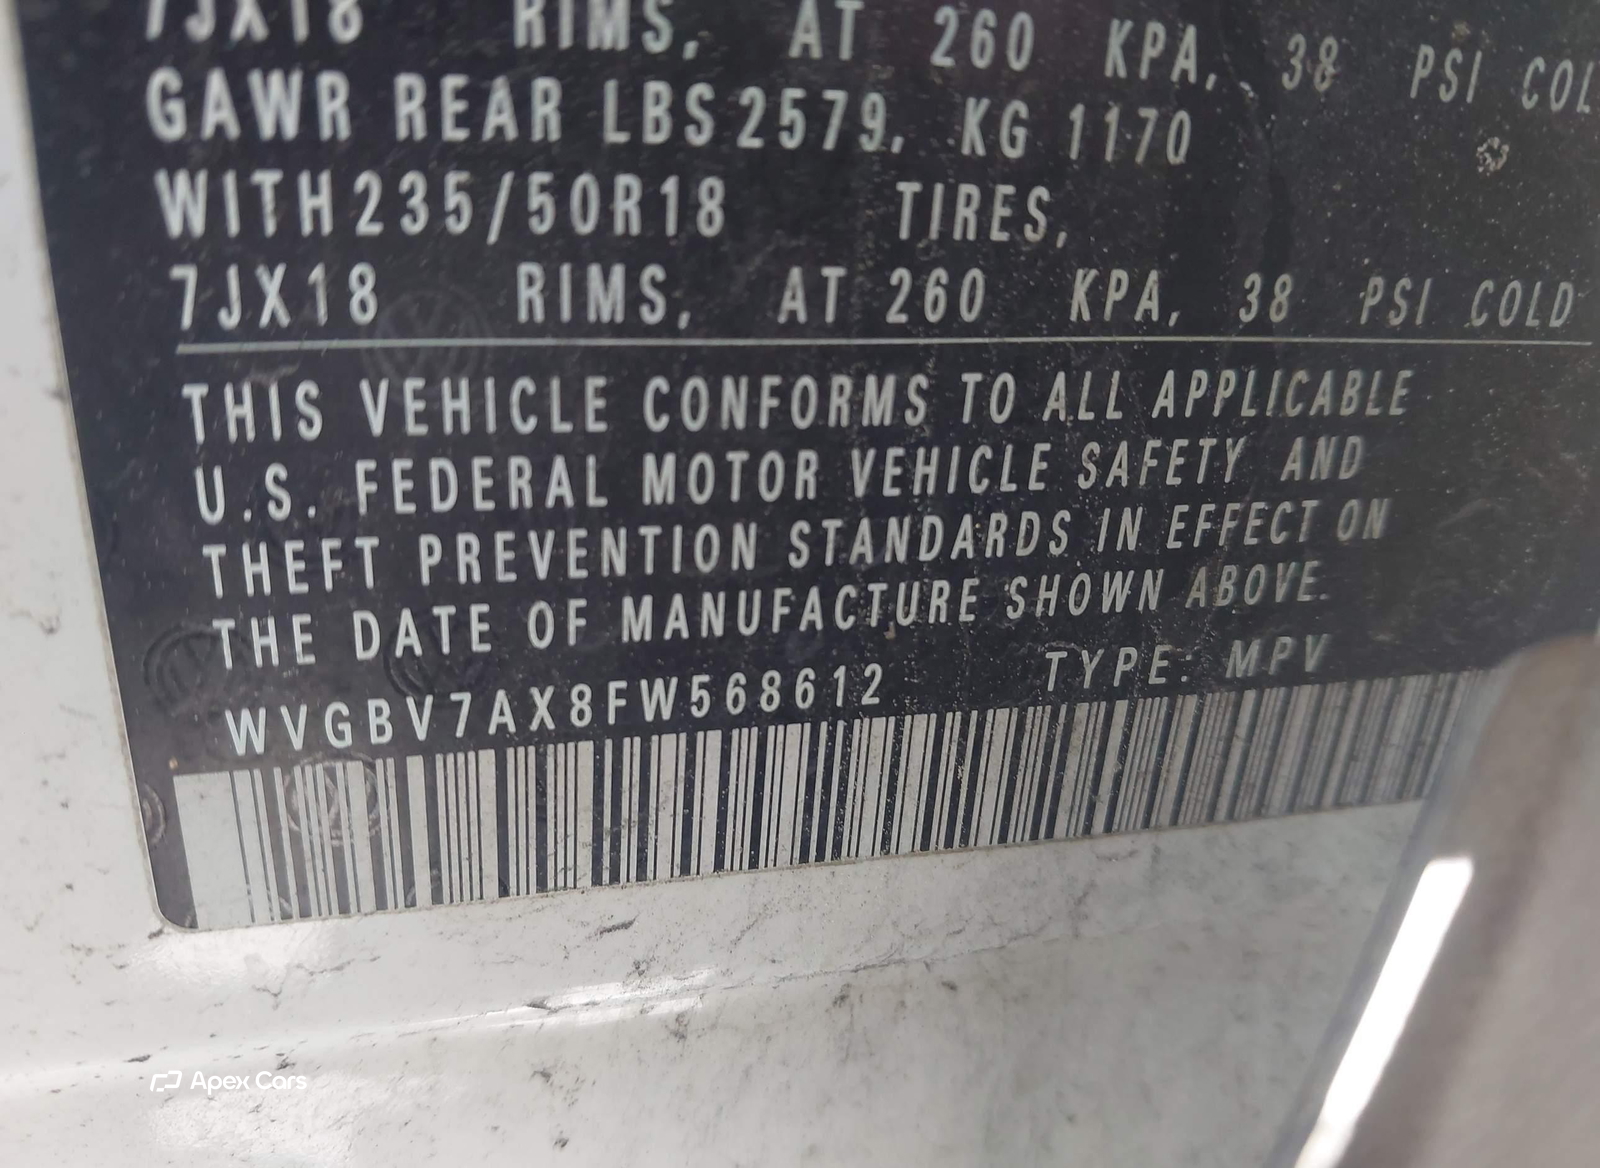 7JX18 RIMS, AT 260 KPA, 38 PSI COL
GAWR REAR LBS 2579, KG 1170
WITH 235/50R18 TIRES,
7JX18 RIMS, AT 260 KPA, 38 PSI COLD
THIS VEHICLE CONFORMS TO ALL APPLICABLE
U.S. FEDERAL MOTOR VEHICLE SAFETY AND
THEFT PREVENTION STANDARDS IN EFFECT ON
THE DATE OF MANUFACTURE SHOWN ABOVE.
WVGBV7AX8FW568612 TYPE: MPV
Apex Cars